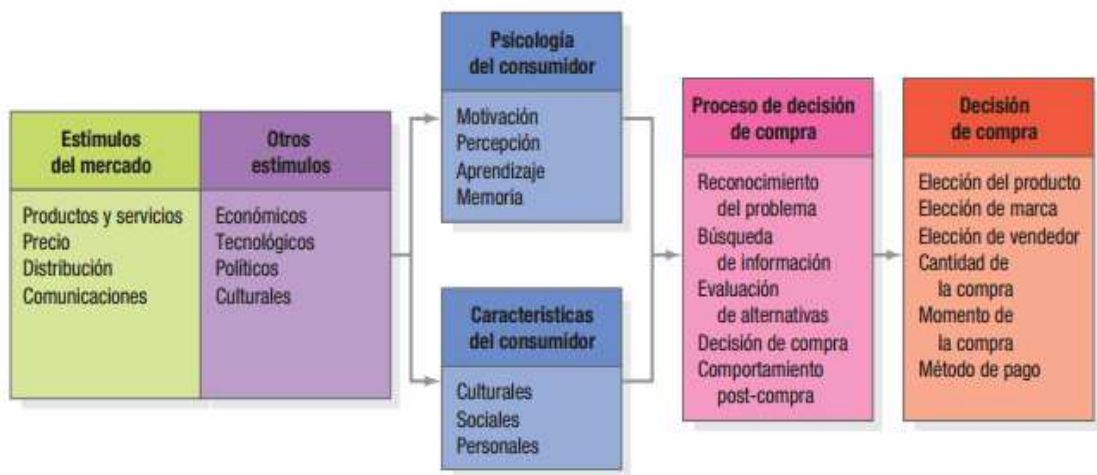 Estímulos
del mercado
Productos y servicios
Precio
Distribución
Comunicaciones
Otros
estímulos
Económicos
Tecnológicos
Políticos
Culturales
Psicología
del consumidor
Motivación
Percepción
Aprendizaje
Memoria
Características
del consumidor
Culturales
Sociales
Personales
Proceso de decisión
de compra
Reconocimiento
del problema
Búsqueda
de información
Evaluación
de alternativas
Decisión de compra
Comportamiento
post-compra
Decisión
de compra
Elección del producto
Elección de marca
Elección de vendedor
Cantidad de
la compra
Momento de
la compra
Método de pago